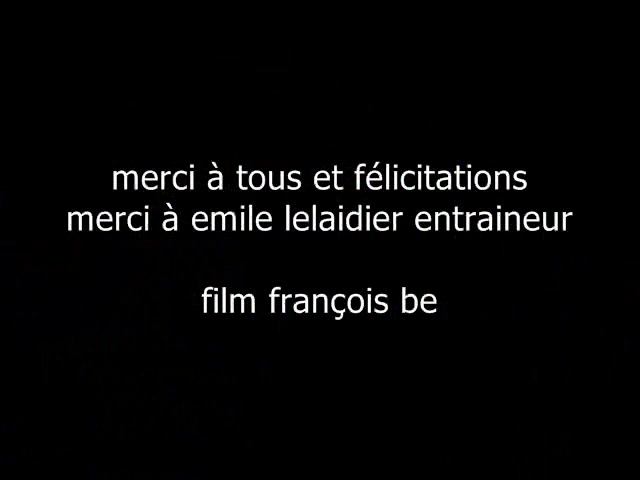 merci à tous et félicitations
merci à emile lelaidier entraineur
film françois be